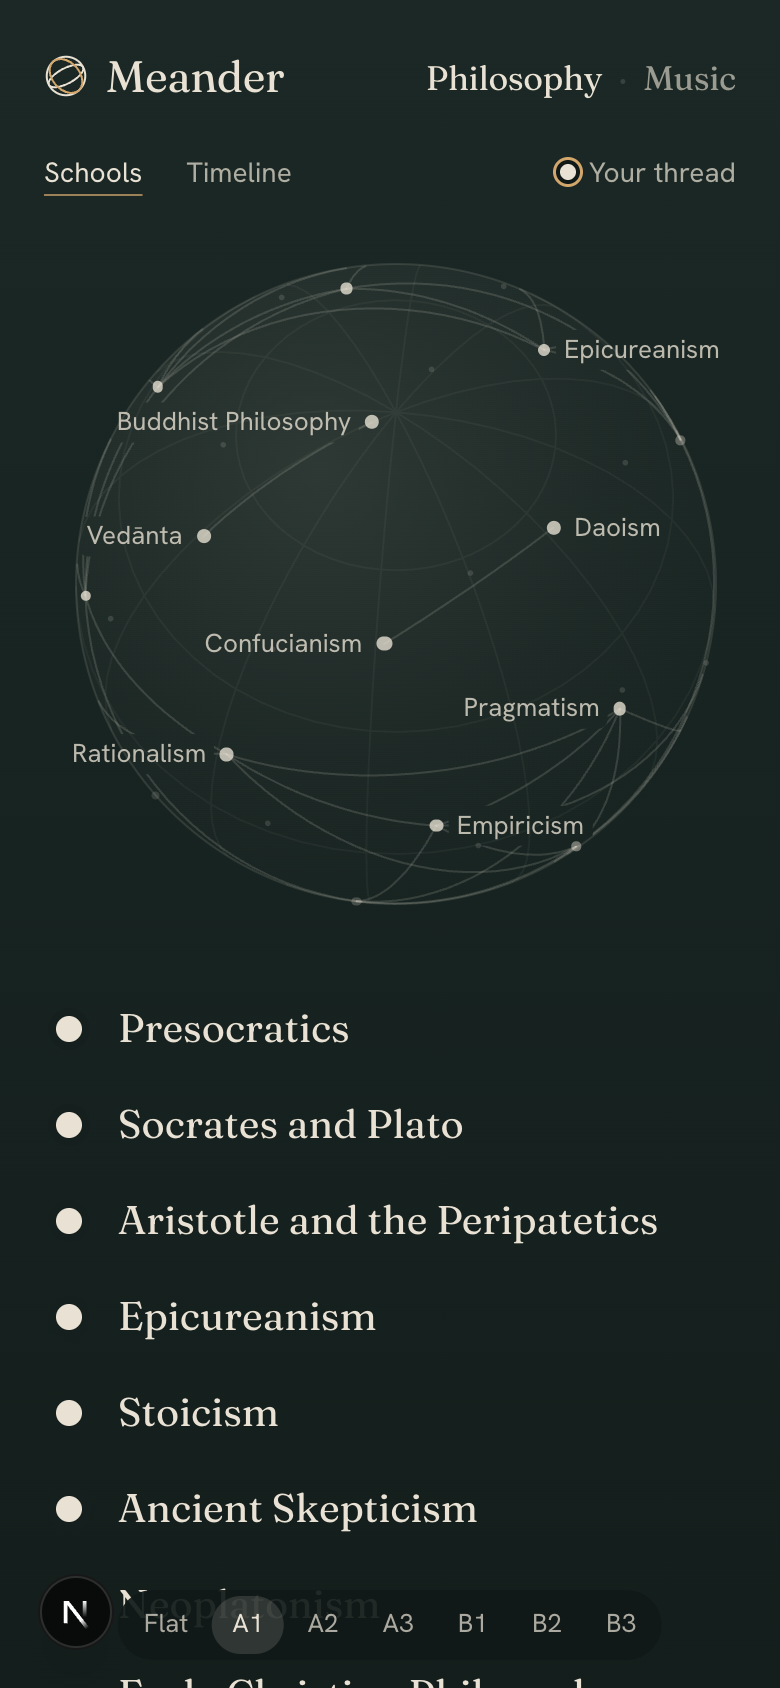 Meander
Philosophy · Music
Schools
Timeline
Your thread
Epicureanism
Buddhist Philosophy
Vedānta
Daoism
Confucianism
Pragmatism
Rationalism
Empiricism
Presocratics
Socrates and Plato
Aristotle and the Peripatetics
Epicureanism
Stoicism
Ancient Skepticism
Neoplatonism
N
Flat A1 A2 A3 B1 B2 B3